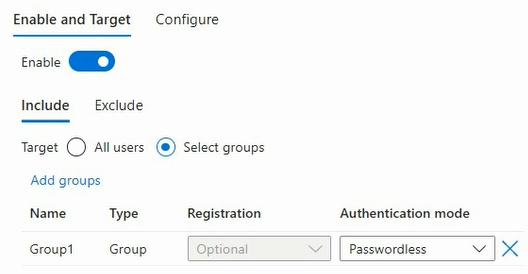 Enable and Target Configure
Enable
Include Exclude
Target All users Select groups
Add groups
Name Type Registration Authentication mode
Group1 Group Optional Passwordless